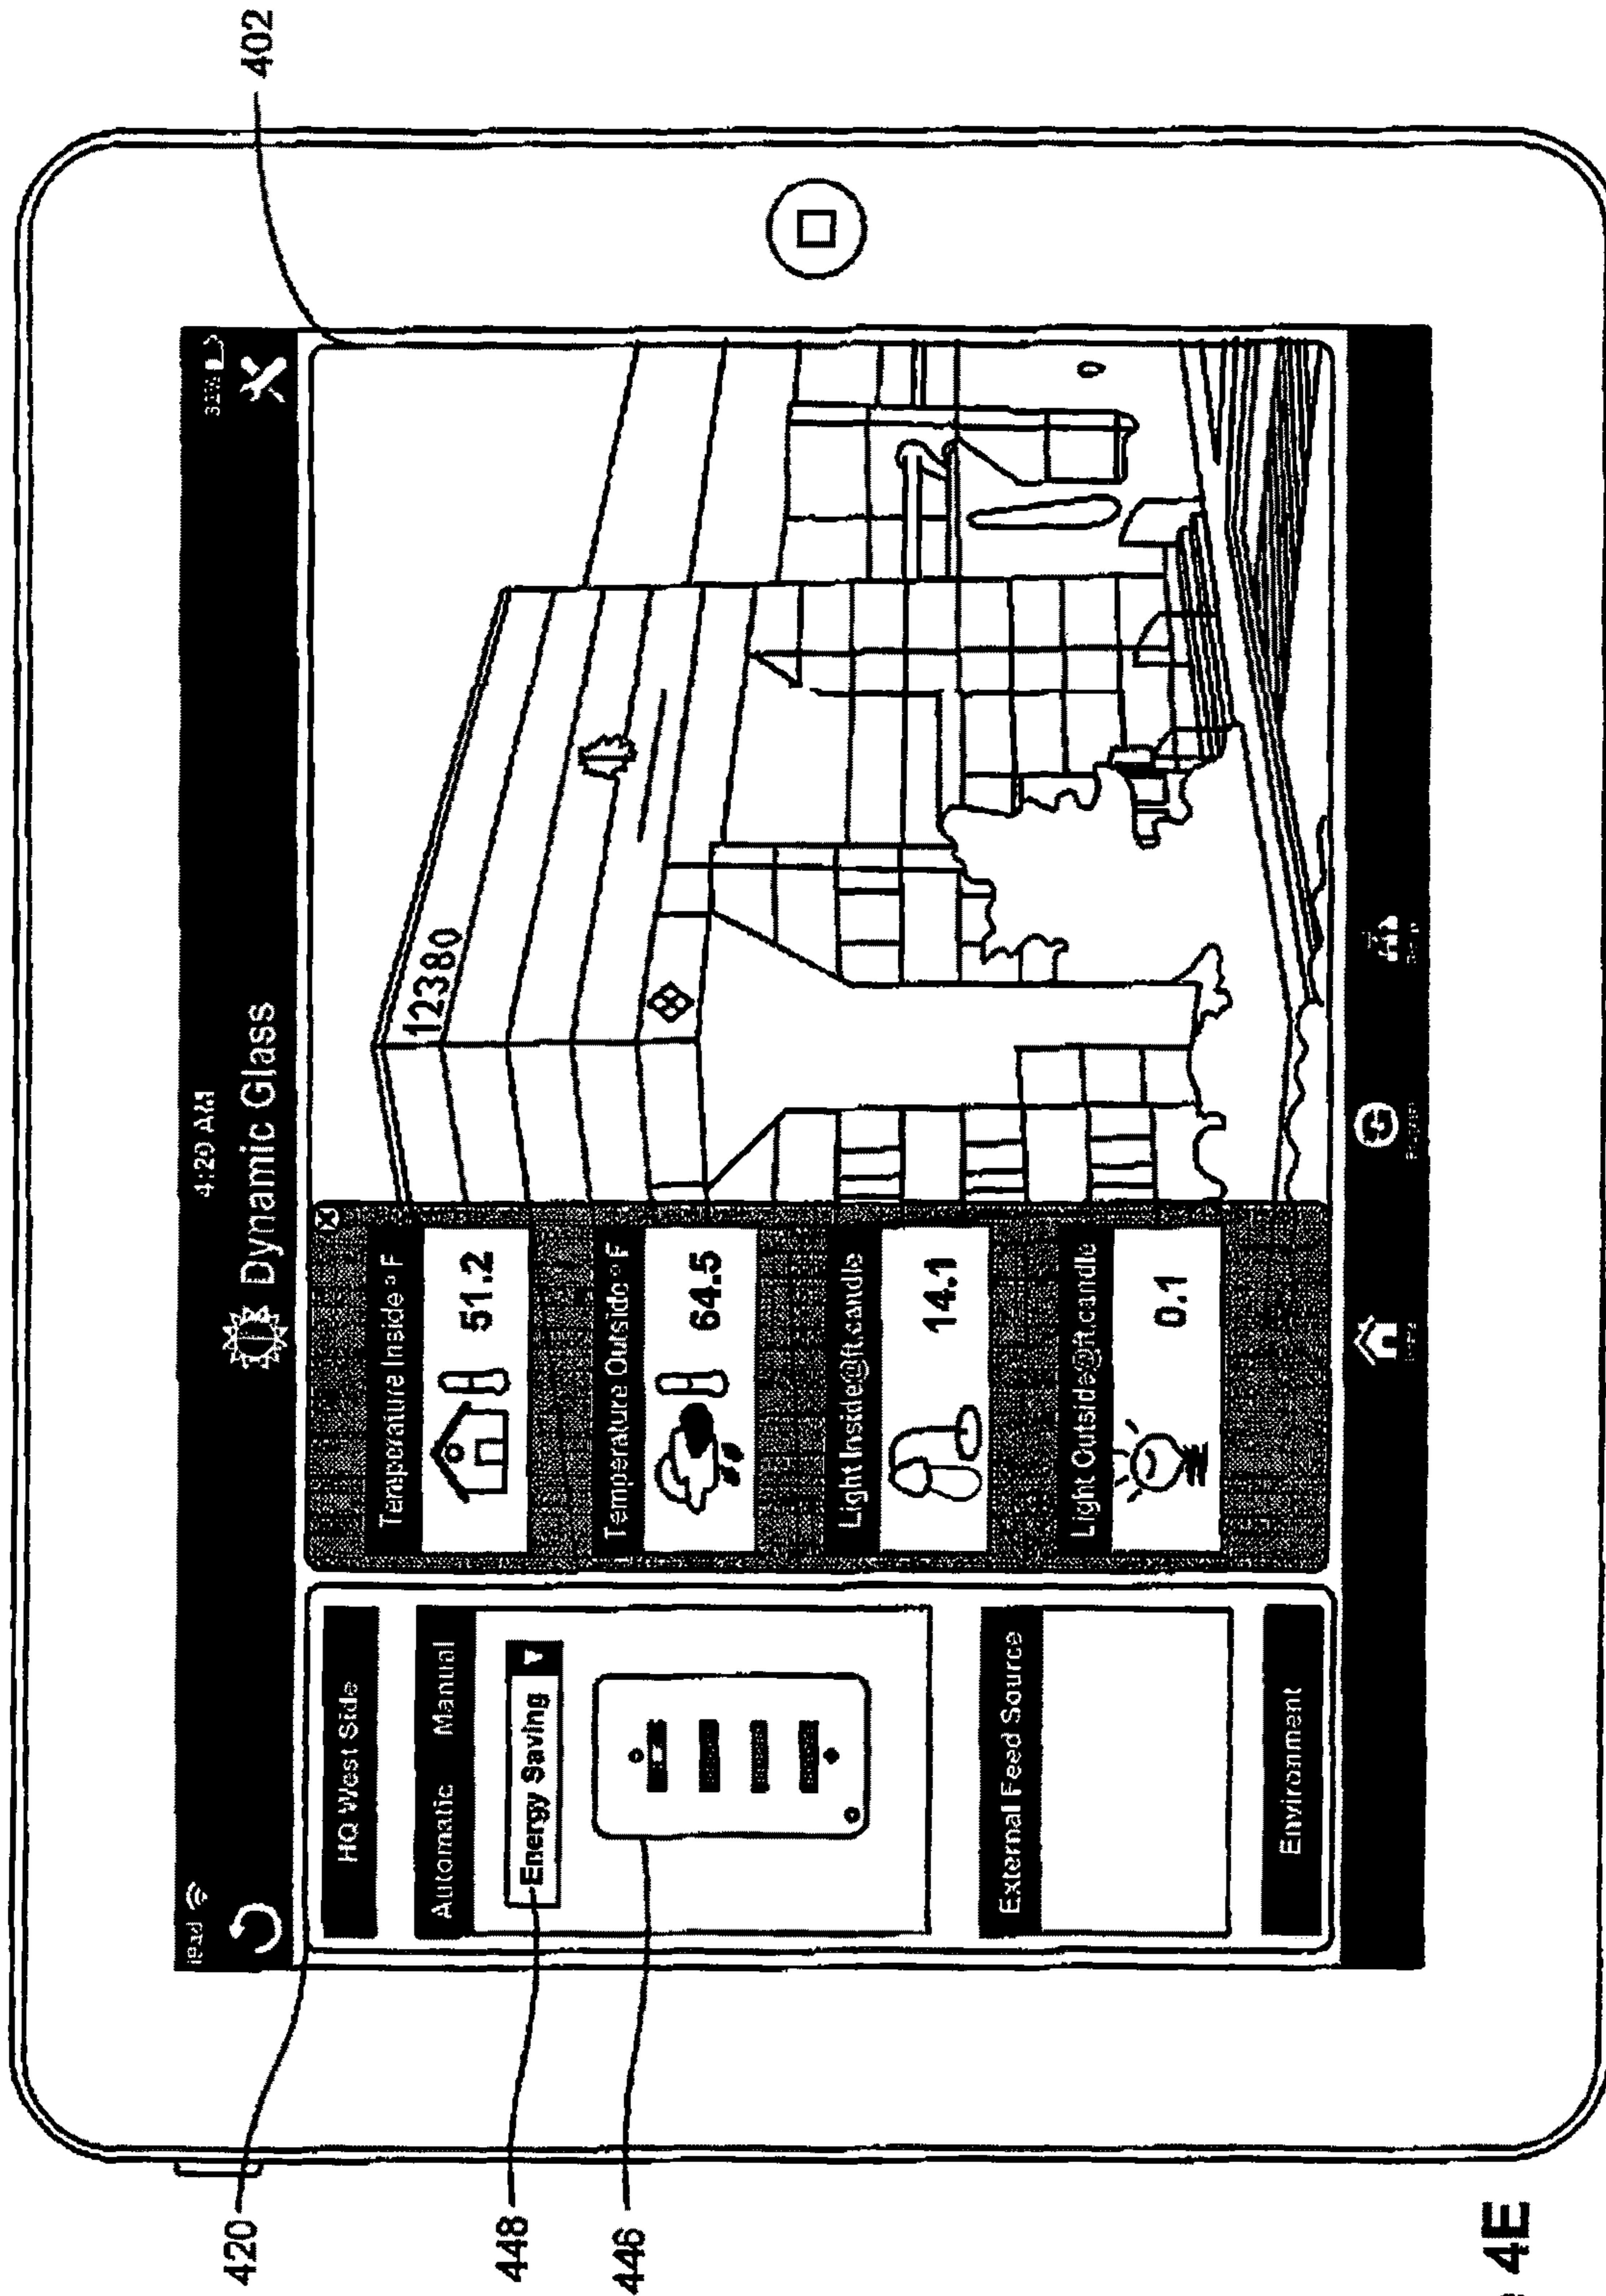 402
iPad
4:20 AM
Dynamic Glass
HQ West Side
Automatic Manual
Energy Saving
External Feed Source
Environment
Temperature Inside °F
51.2
Temperature Outside °F
64.5
Light Inside@ft.candle
14.1
Light Outside@ft.candle
0.1
12380
420
448
446
4E